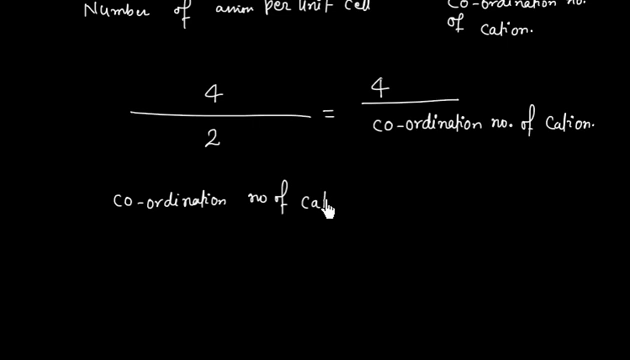 Number of anion per unit cell
co-ordination no.
of cation.
4 / 2 = 4 / co-ordination no. of cation.
co-ordination no of cat